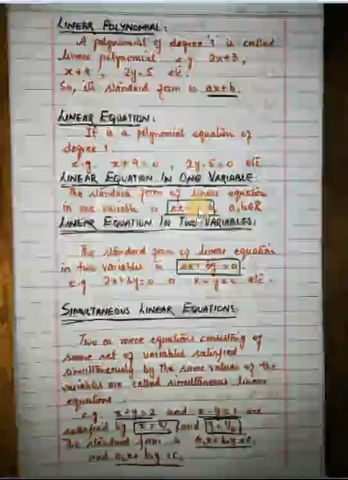 LINEAR POLYNOMIAL:
A polynomial of degree '1' is called
linear polynomial e.g 2x+3,
x+9, 2y-5 etc.
So, its standard form is ax+b.
LINEAR EQUATION:
It is a polynomial equation of
degree 1.
e.g. x+9=0, 2y-5=0 etc
LINEAR EQUATION IN ONE VARIABLE:
The standard form of linear equation
in one variable is a,b∈R
LINEAR EQUATION IN TWO VARIABLES:
The standard form of linear equation
in two variables is
e.g 2x+3y=0 etc.
SIMULTANEOUS LINEAR EQUATIONS:
Two or more equations consisting of
same set of variables satisfied
simultaneously by the same values of the
variables are called simultaneous linear
equations.
e.g. x+y=2 and x-y=1 are
satisfied by and
The standard form is
and